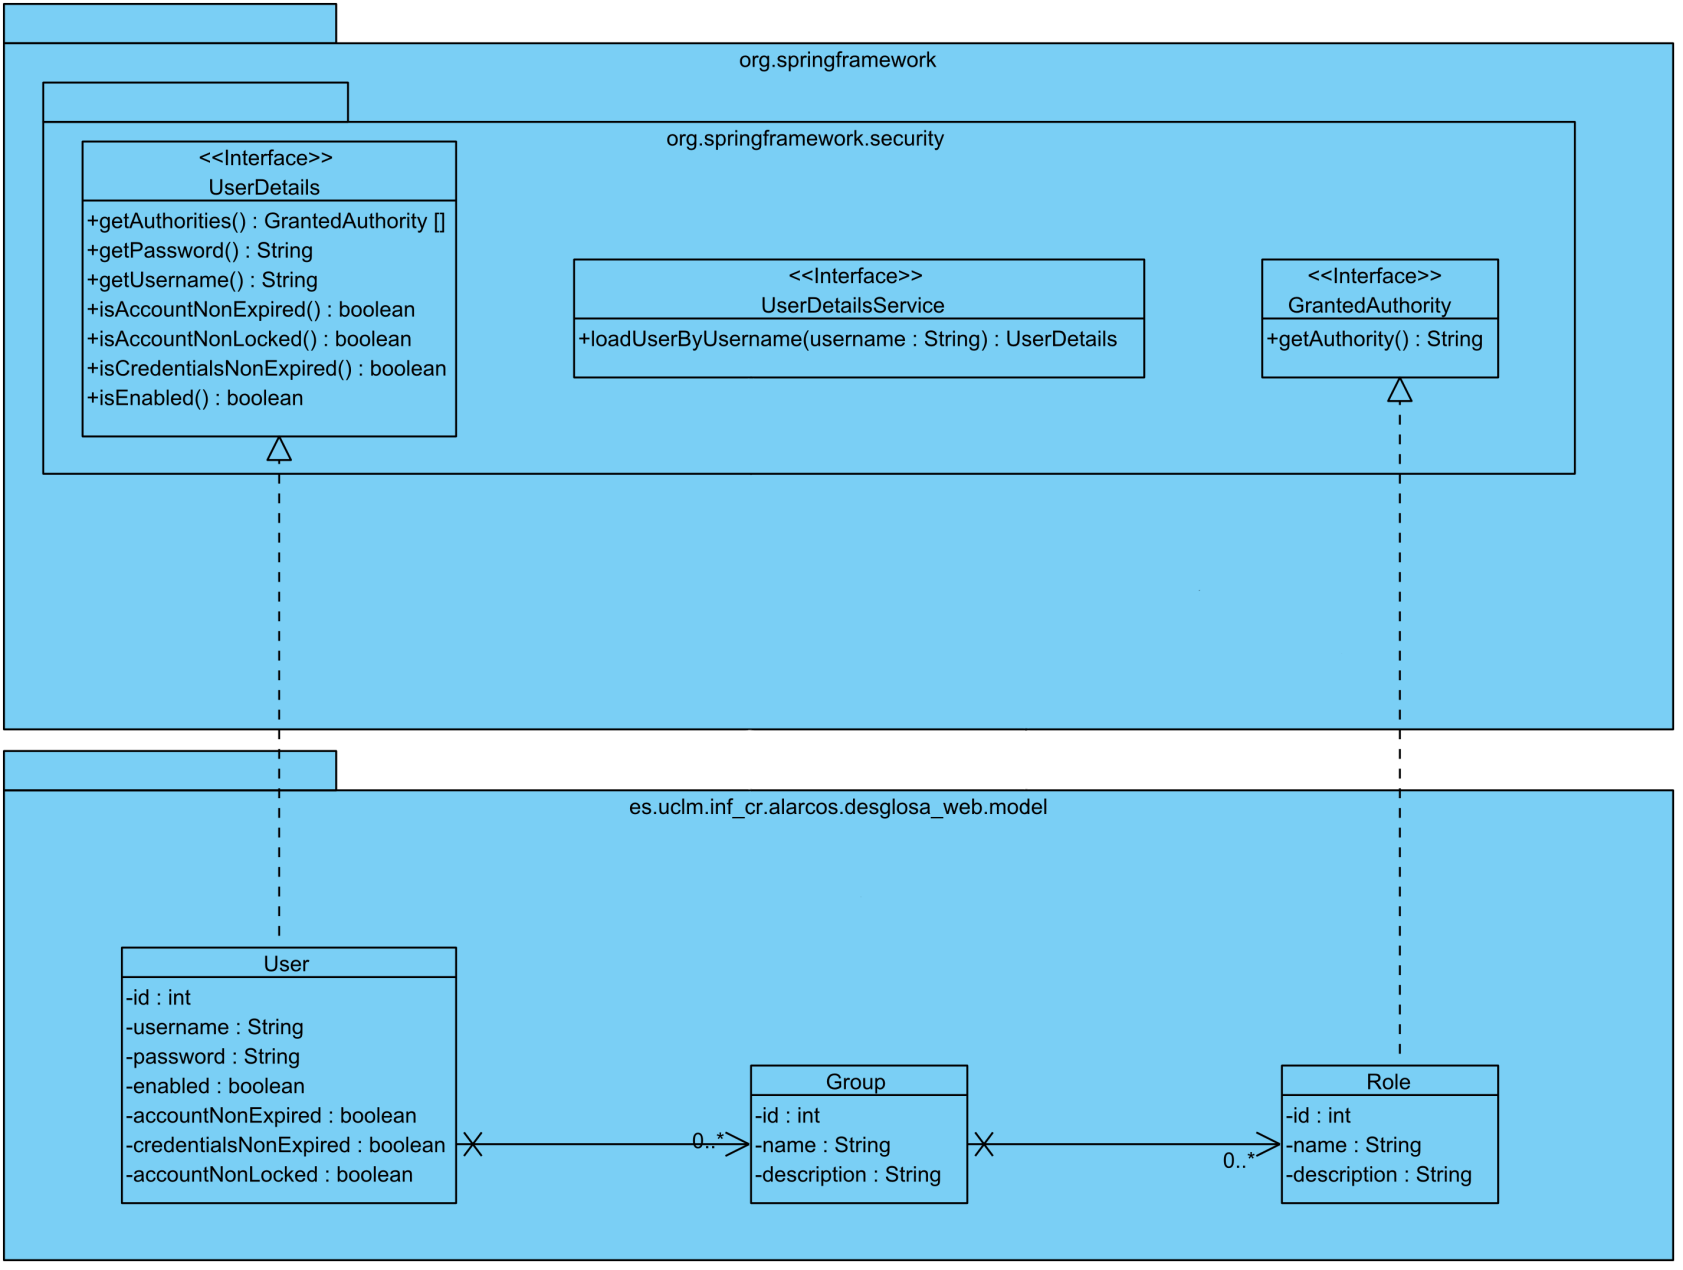 org.springframework
org.springframework.security
<<Interface>>
UserDetails
+getAuthorities() : GrantedAuthority []
+getPassword() : String
+getUsername() : String
+isAccountNonExpired() : boolean
+isAccountNonLocked() : boolean
+isCredentialsNonExpired() : boolean
+isEnabled() : boolean
<<Interface>>
UserDetailsService
+loadUserByUsername(username : String) : UserDetails
<<Interface>>
GrantedAuthority
+getAuthority() : String
es.uclm.inf_cr.alarcos.desglosa_web.model
User
-id : int
-username : String
-password : String
-enabled : boolean
-accountNonExpired : boolean
-credentialsNonExpired : boolean
-accountNonLocked : boolean
0..*
Group
-id : int
-name : String
-description : String
0..*
Role
-id : int
-name : String
-description : String